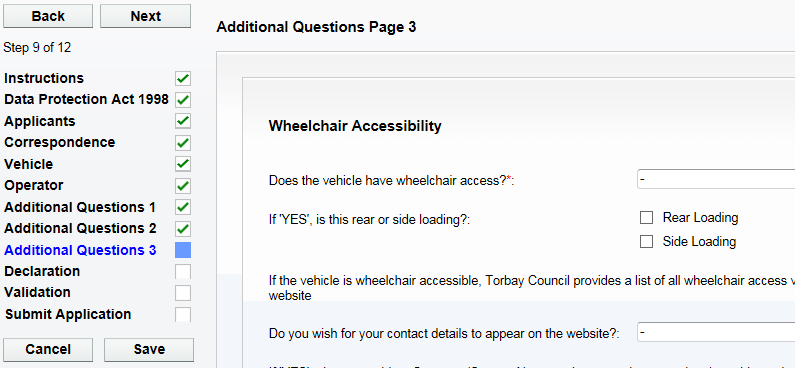 Back
Next
Step 9 of 12
Instructions
Data Protection Act 1998
Applicants
Correspondence
Vehicle
Operator
Additional Questions 1
Additional Questions 2
Additional Questions 3
Declaration
Validation
Submit Application
Cancel
Save
Additional Questions Page 3
Wheelchair Accessibility
Does the vehicle have wheelchair access?*:
-
If 'YES', is this rear or side loading?:
Rear Loading
Side Loading
If the vehicle is wheelchair accessible, Torbay Council provides a list of all wheelchair access
website
Do you wish for your contact details to appear on the website?:
-